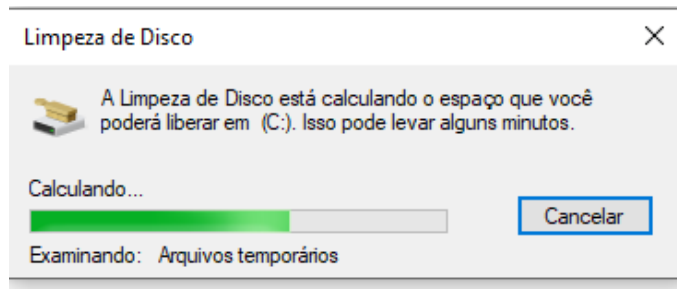 Limpeza de Disco
A Limpeza de Disco está calculando o espaço que você
poderá liberar em  (C:). Isso pode levar alguns minutos.
Calculando...
Cancelar
Examinando:   Arquivos temporários